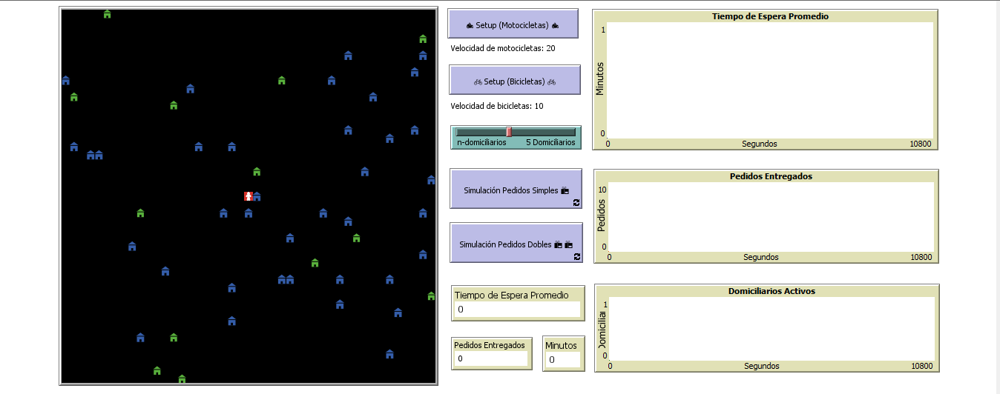 Setup (Motocicletas)
Velocidad de motocicletas: 20
Setup (Bicicletas)
Velocidad de bicicletas: 10
n-domiciliarios 5 Domiciliarios
Simulación Pedidos Simples
Simulación Pedidos Dobles
Tiempo de Espera Promedio
0
Pedidos Entregados
0
Minutos
0
Tiempo de Espera Promedio
1
Minutos
0
0 Segundos 10800
Pedidos Entregados
10
Pedidos
0
0 Segundos 10800
Domiciliarios Activos
1
0
0 Segundos 10800